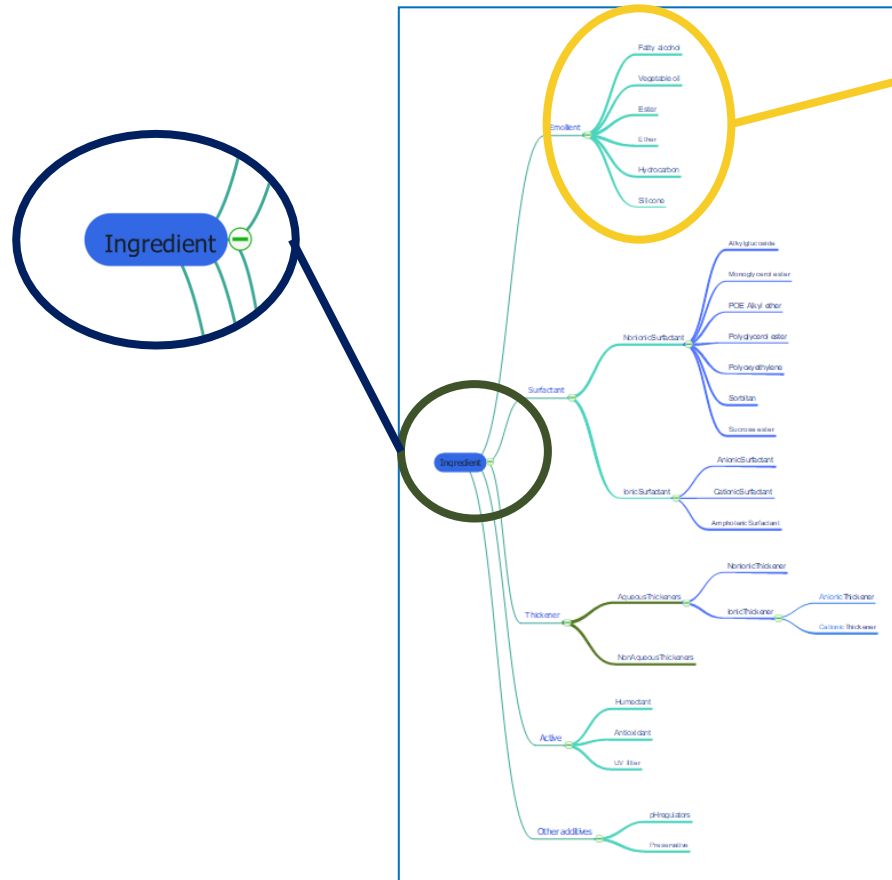 Ingredient
Fatty alcohol
Vegetable oil
Ester
Emollient
Ether
Hydrocarbon
Silicone
Alkylglucoside
Monoglycerol ester
POE Alkyl ether
NonionicSurfactant
Polyglycerol ester
Polyoxyethylene
Surfactant
Sorbitan
Sucrose ester
Ingredient
AnionicSurfactant
IonicSurfactant
CationicSurfactant
AmphotericSurfactant
NonionicThickener
AqueousThickeners
AnionicThickener
Thickener
IonicThickener
CationicThickener
NonAqueousThickeners
Humectant
Active
Antioxidant
UV filter
pHregulators
Other additives
Preservative